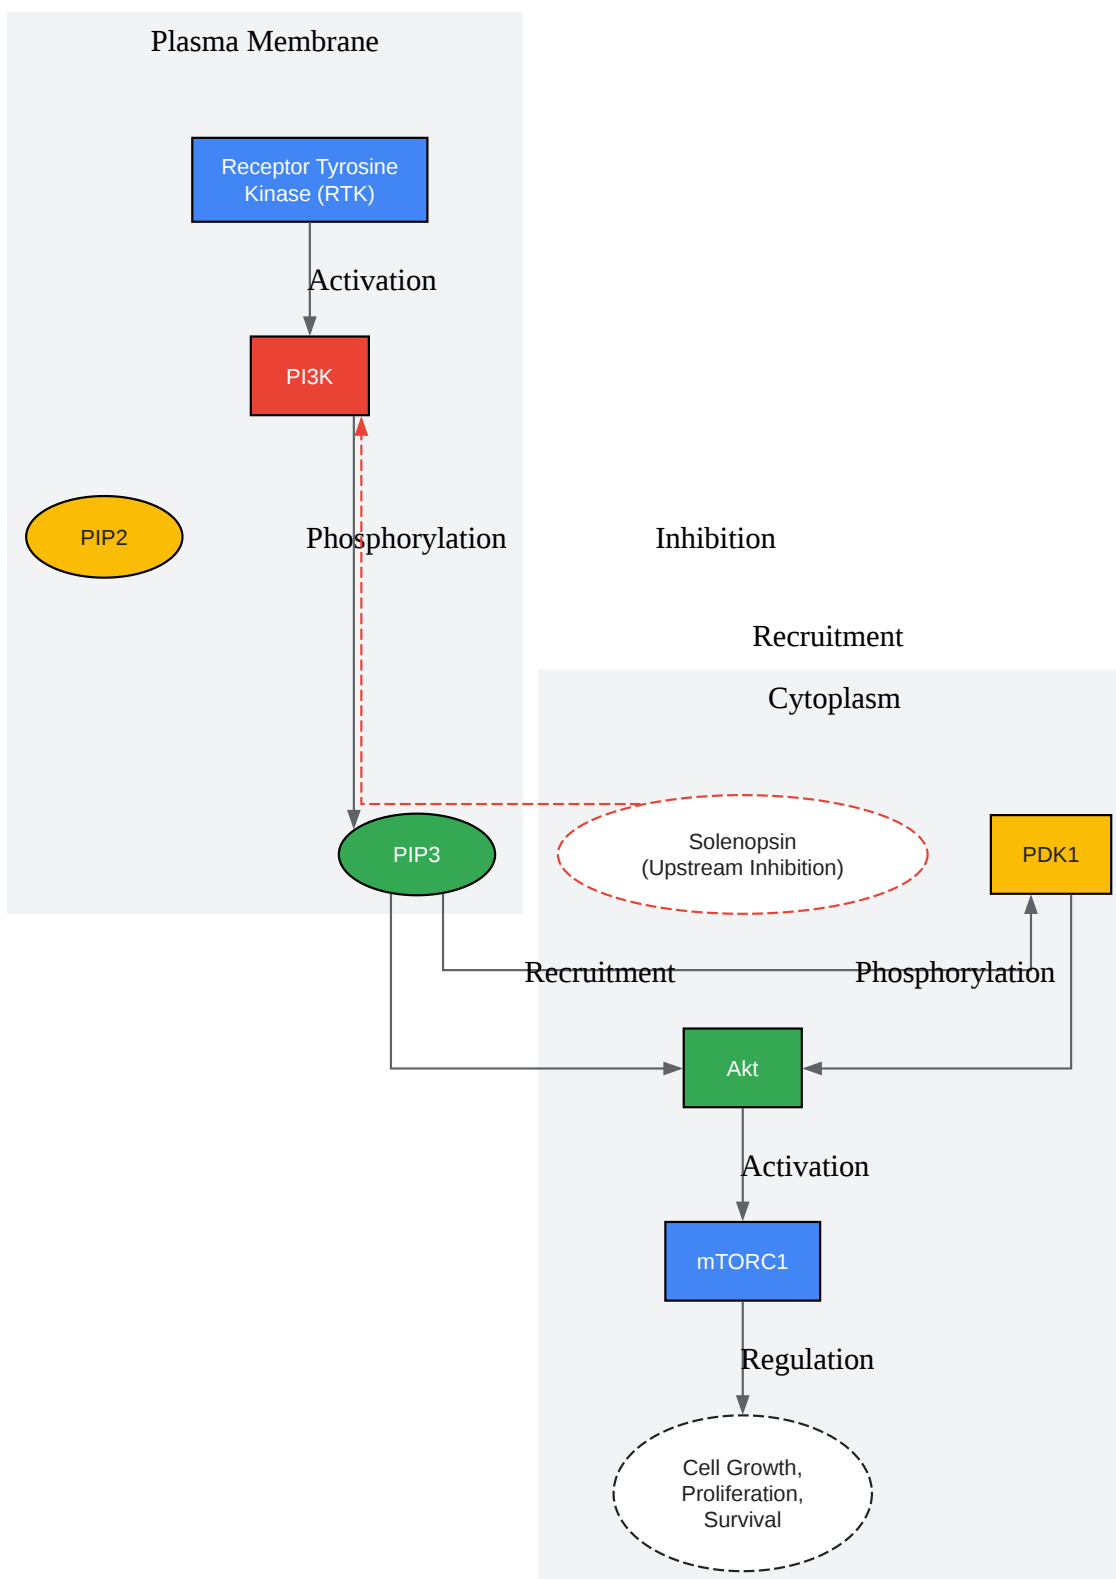 Plasma Membrane
Receptor Tyrosine
Kinase (RTK)
Activation
PI3K
PIP2
Phosphorylation
Inhibition
Recruitment
Cytoplasm
PIP3
Solenopsin
(Upstream Inhibition)
PDK1
Recruitment
Phosphorylation
Akt
Activation
mTORC1
Regulation
Cell Growth,
Proliferation,
Survival